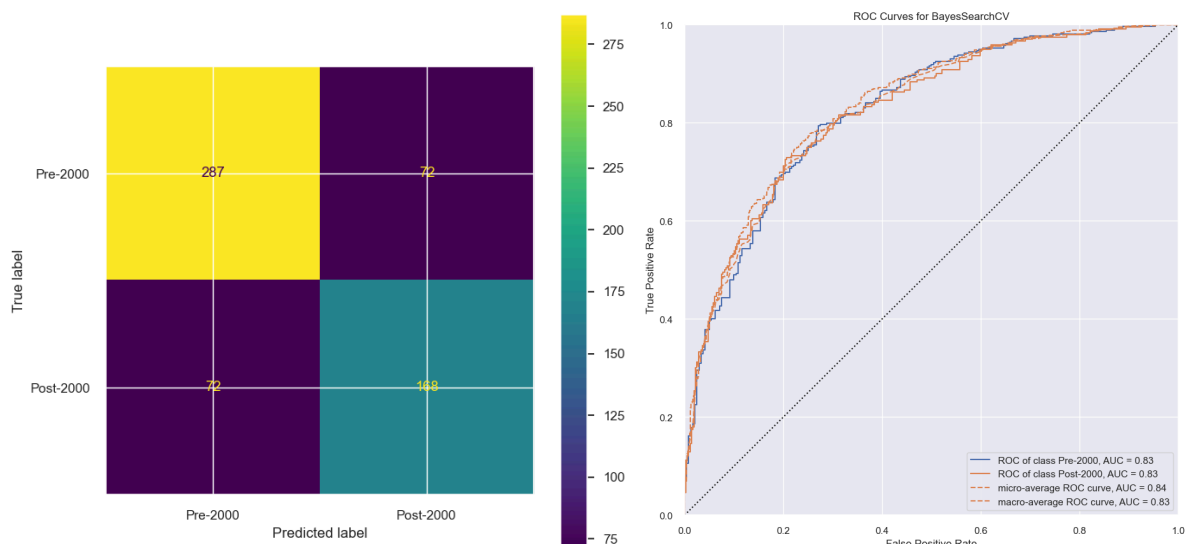 Pre-2000
Post-2000
True label
287
72
72
168
Pre-2000
Post-2000
Predicted label
275
250
225
200
175
150
125
100
75
ROC Curves for BayesSearchCV
1.0
0.8
0.6
0.4
0.2
0.0
True Positive Rate
0.0
0.2
0.4
0.6
0.8
1.0
False Positive Rate
ROC of class Pre-2000, AUC = 0.83
ROC of class Post-2000, AUC = 0.83
micro-average ROC curve, AUC = 0.84
macro-average ROC curve, AUC = 0.83